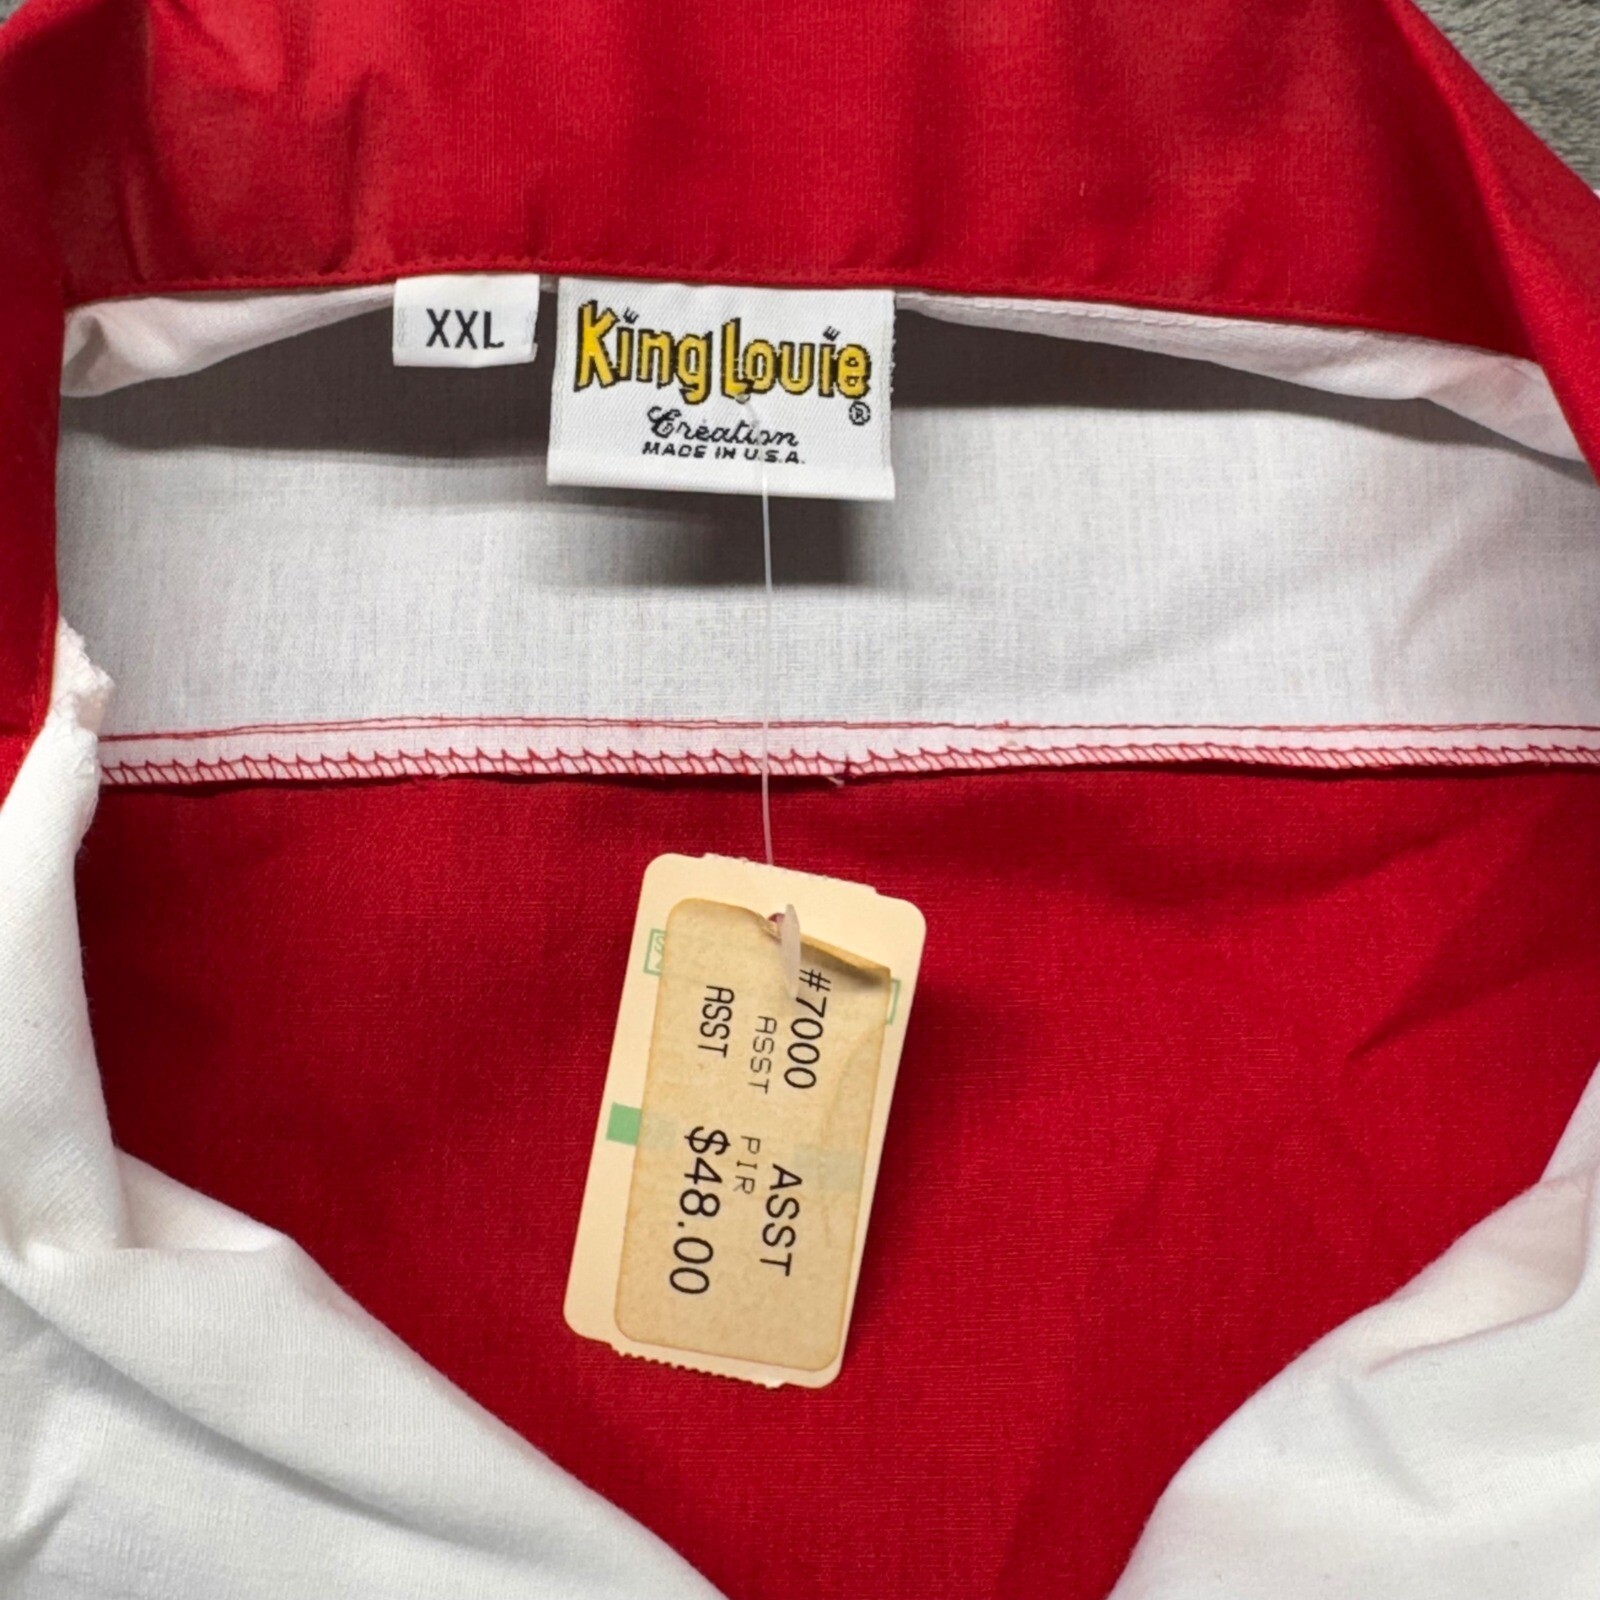 XXL
King Louie
®
Creation
MADE IN U.S.A.
#7000 ASST
ASST PIR
ASST $48.00